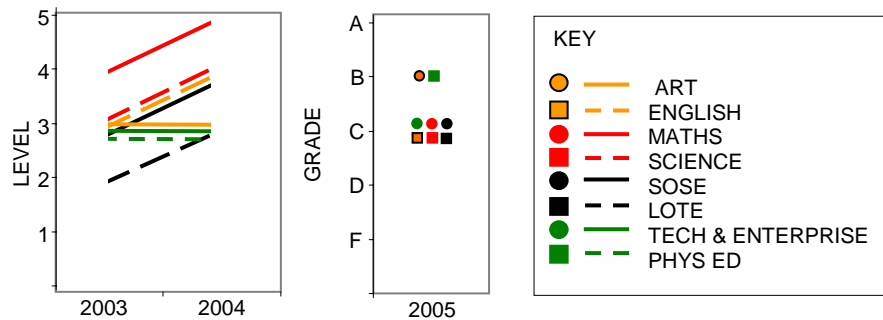 5
4
3
2
1
LEVEL
2003 2004
A
B
C
D
F
GRADE
2005
KEY
ART
ENGLISH
MATHS
SCIENCE
SOSE
LOTE
TECH & ENTERPRISE
PHYS ED